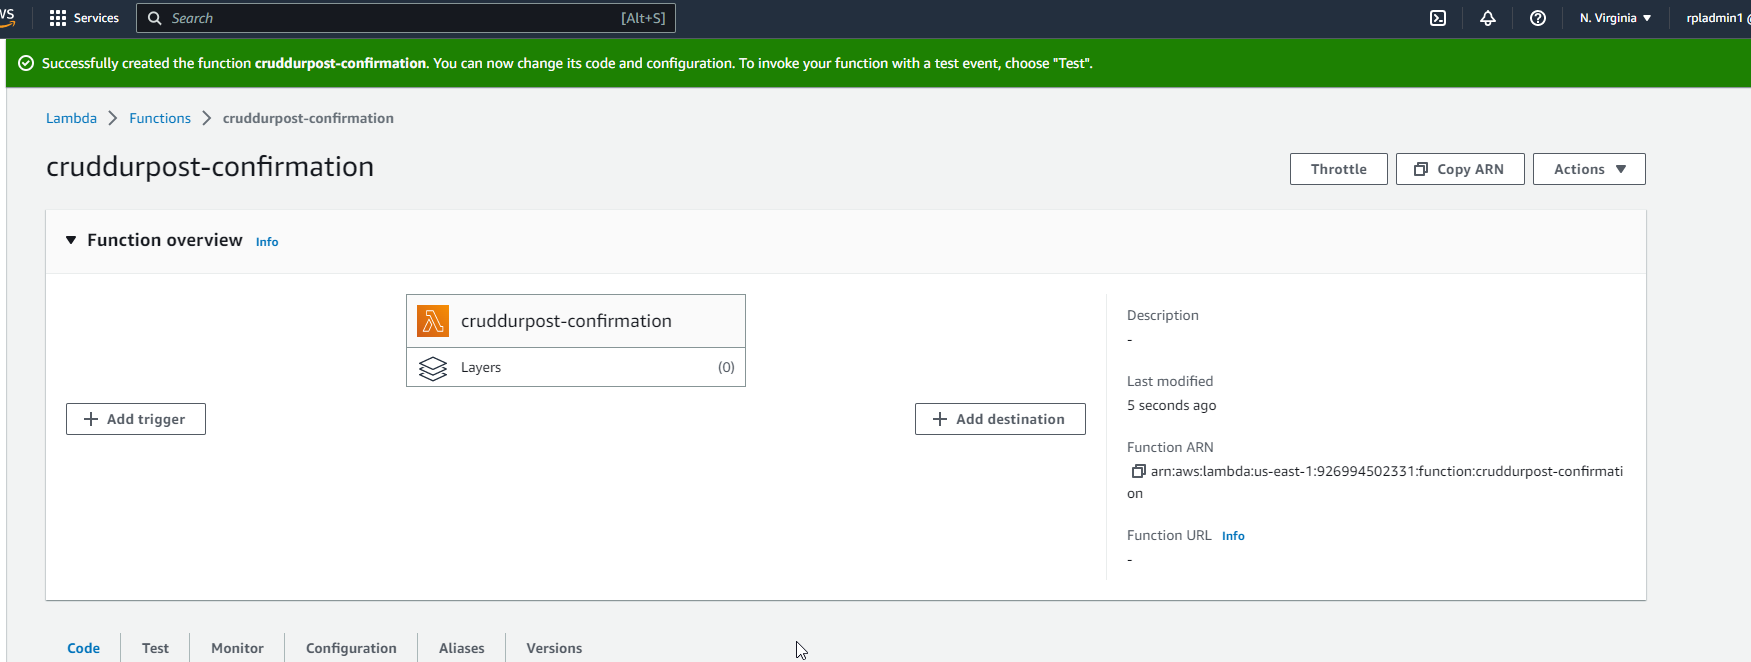 Services
Search [Alt+S]
N. Virginia
rpladmin1
Successfully created the function cruddurpost-confirmation. You can now change its code and configuration. To invoke your function with a test event, choose "Test".
Lambda
Functions
cruddurpost-confirmation
cruddurpost-confirmation
Throttle
Copy ARN
Actions
Function overview Info
cruddurpost-confirmation
Layers (0)
Add trigger
Add destination
Description
-
Last modified
5 seconds ago
Function ARN
arn:aws:lambda:us-east-1:926994502331:function:cruddurpost-confirmati
on
Function URL Info
-
Code
Test
Monitor
Configuration
Aliases
Versions